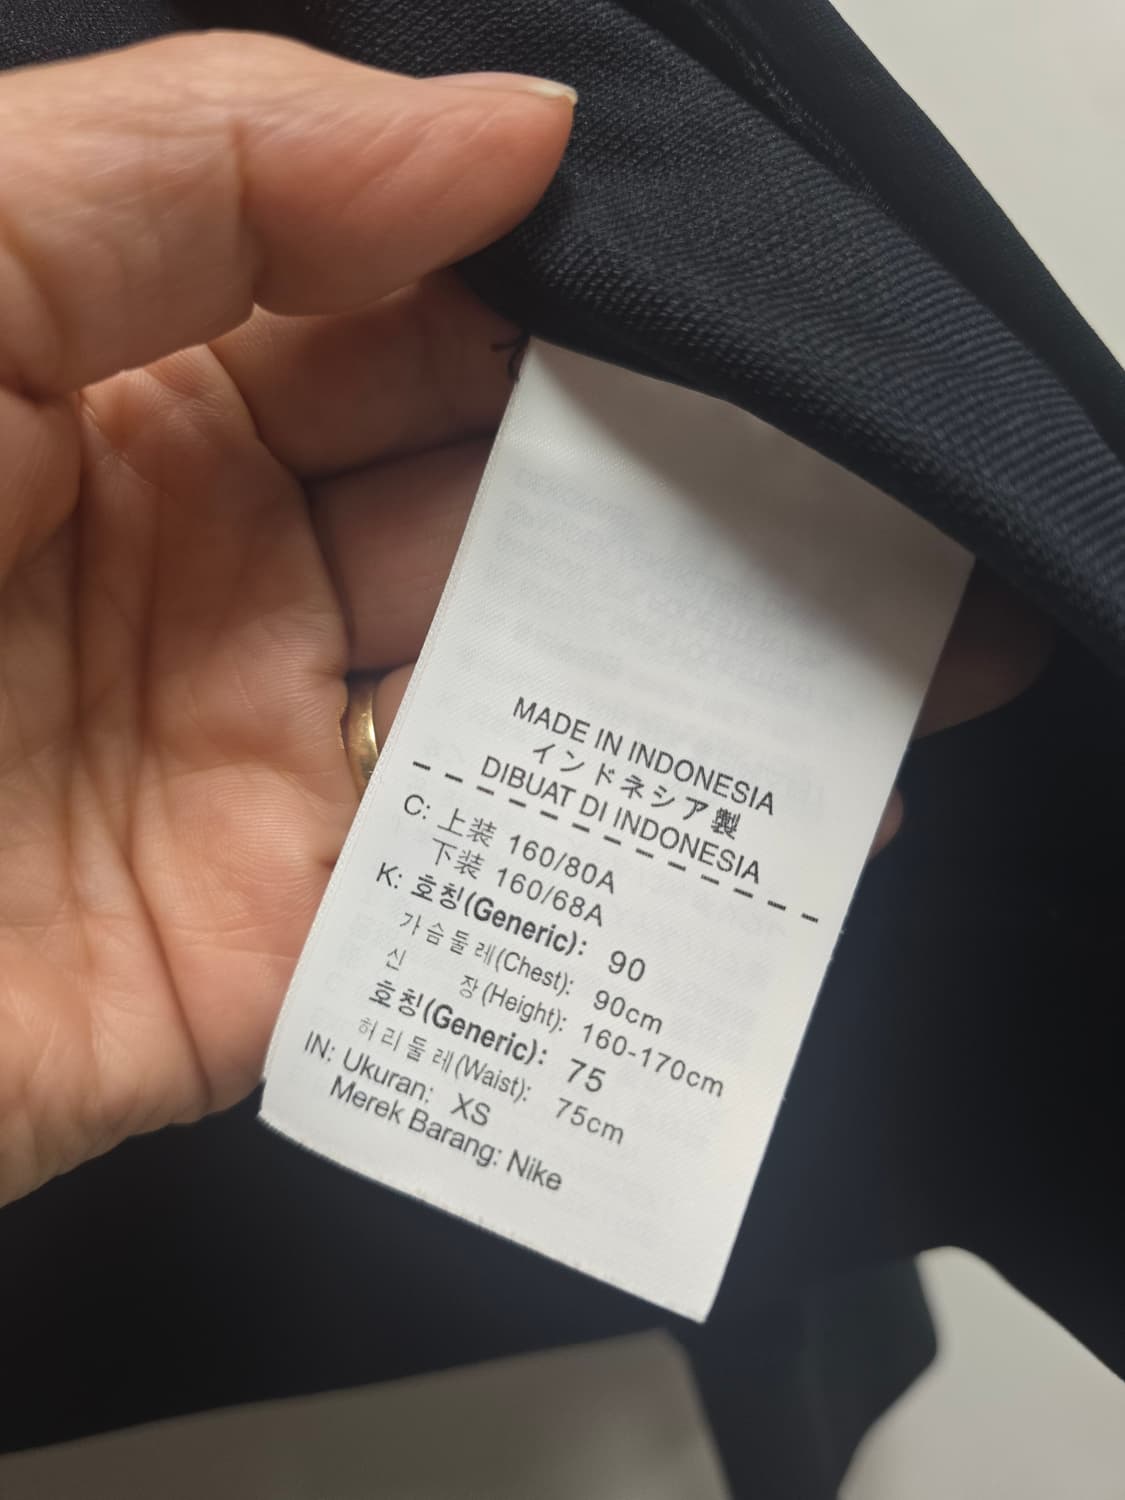 MADE IN INDONESIA
インドネシア製
DIBUAT DI INDONESIA
C: 上装 160/80A
下装 160/68A
K: 호칭(Generic): 90
가슴둘레(Chest): 90cm
신 장(Height): 160-170cm
호칭(Generic): 75
허리둘레(Waist): 75cm
IN: Ukuran: XS
Merek Barang: Nike